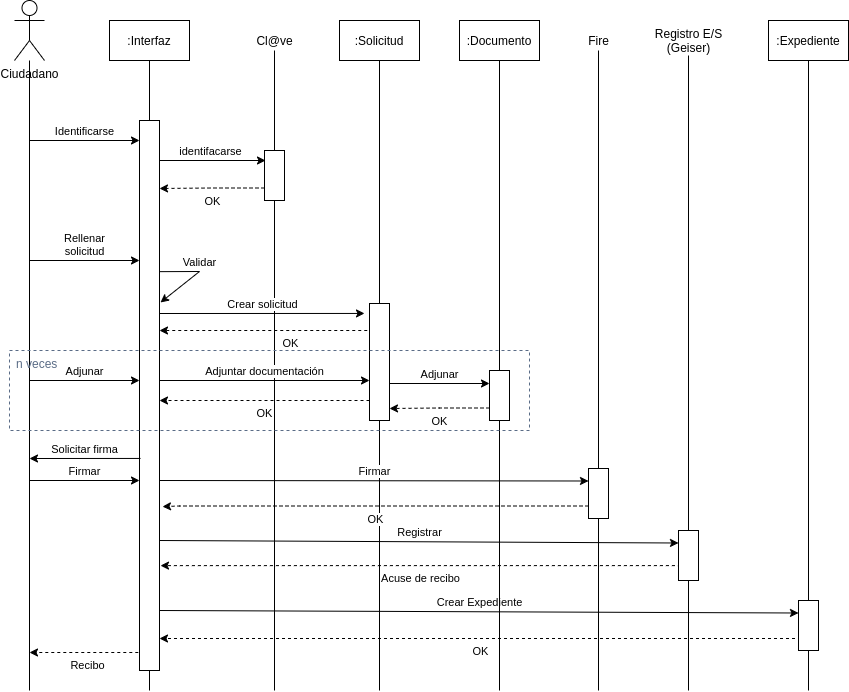 Ciudadano
:Interfaz
Cl@ve
:Solicitud
:Documento
Fire
Registro E/S
(Geiser)
:Expediente
Identificarse
identifacarse
OK
Rellenar
solicitud
Validar
Crear solicitud
OK
n veces
Adjunar
Adjuntar documentación
Adjunar
OK
OK
Solicitar firma
Firmar
Firmar
OK
Registrar
Acuse de recibo
Crear Expediente
OK
Recibo